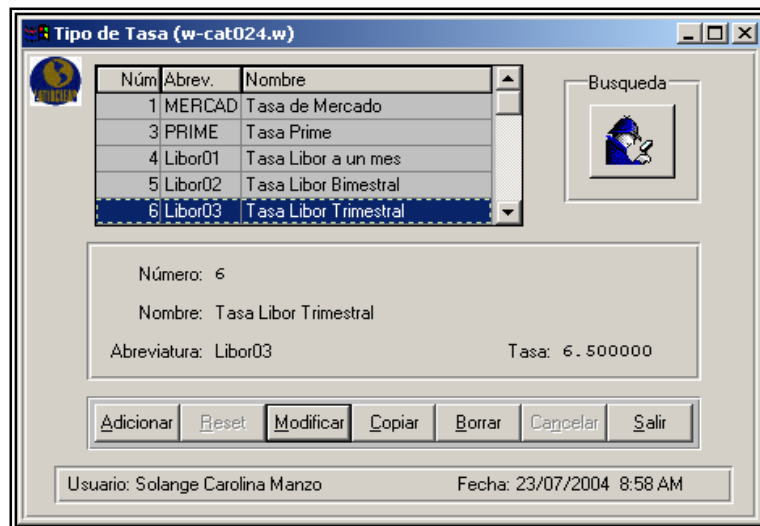 Tipo de Tasa (w-cat024.w)
Núm Abrev. Nombre
1 MERCAD Tasa de Mercado
3 PRIME Tasa Prime
4 Libor01 Tasa Libor a un mes
5 Libor02 Tasa Libor Bimestral
6 Libor03 Tasa Libor Trimestral
Busqueda
LATINCLEAR
Número: 6
Nombre: Tasa Libor Trimestral
Abreviatura: Libor03 Tasa: 6.500000
Adicionar Reset Modificar Copiar Borrar Cancelar Salir
Usuario: Solange Carolina Manzo Fecha: 23/07/2004 8:58 AM